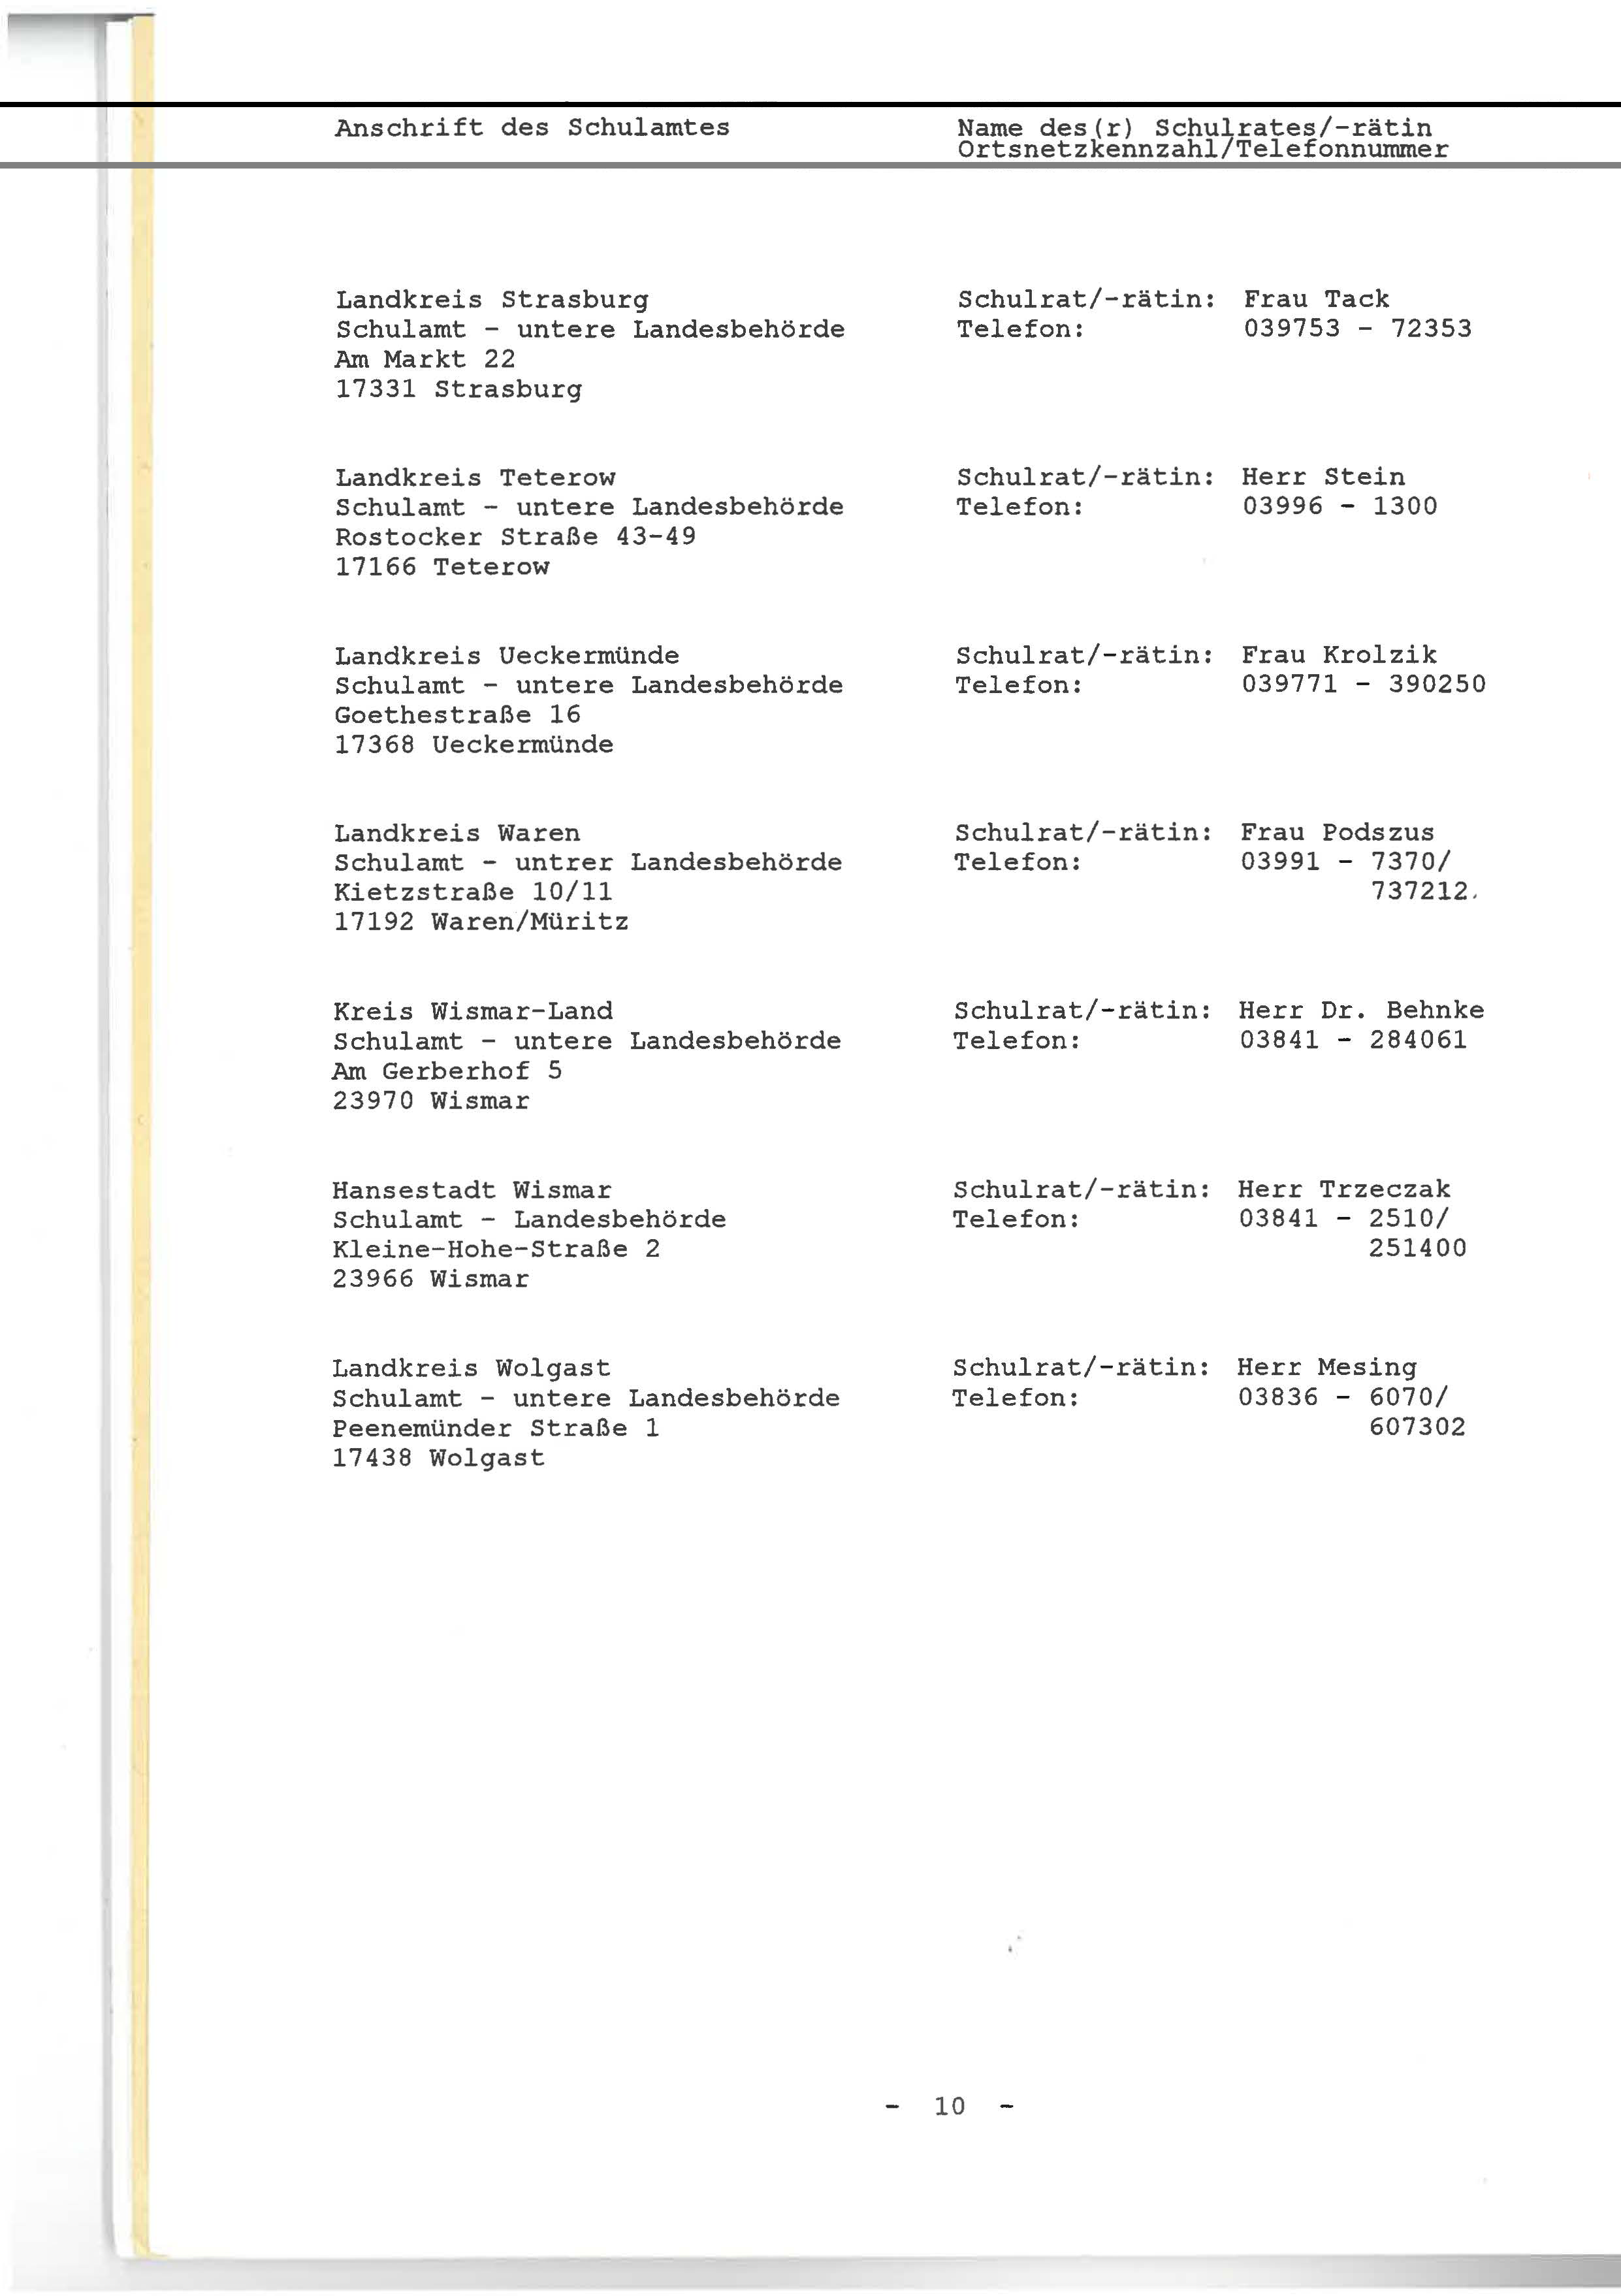 Anschrift des Schulamtes
Name des(r) Schulrates/-rätin
Ortsnetzkennzahl/Telefonnummer
Landkreis Strasburg
Schulamt - untere Landesbehörde
Am Markt 22
17331 Strasburg
Schulrat/-rätin: Frau Tack
Telefon: 039753 - 72353
Landkreis Teterow
Schulamt - untere Landesbehörde
Rostocker Straße 43-49
17166 Teterow
Schulrat/-rätin: Herr Stein
Telefon: 03996 - 1300
Landkreis Ueckermünde
Schulamt - untere Landesbehörde
Goethestraße 16
17368 Ueckermünde
Schulrat/-rätin: Frau Krolzik
Telefon: 039771 - 390250
Landkreis Waren
Schulamt - untrer Landesbehörde
Kietzstraße 10/11
17192 Waren/Müritz
Schulrat/-rätin: Frau Podszus
Telefon: 03991 - 7370/
737212
Kreis Wismar-Land
Schulamt - untere Landesbehörde
Am Gerberhof 5
23970 Wismar
Schulrat/-rätin: Herr Dr. Behnke
Telefon: 03841 - 284061
Hansestadt Wismar
Schulamt - Landesbehörde
Kleine-Hohe-Straße 2
23966 Wismar
Schulrat/-rätin: Herr Trzeczak
Telefon: 03841 - 2510/
251400
Landkreis Wolgast
Schulamt - untere Landesbehörde
Peenemünder Straße 1
17438 Wolgast
Schulrat/-rätin: Herr Mesing
Telefon: 03836 - 6070/
607302
- 10 -